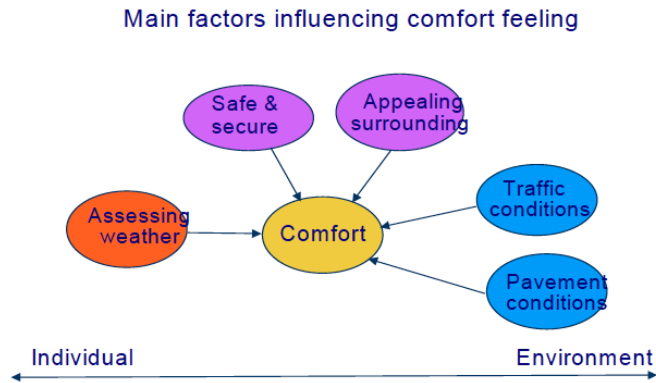 Main factors influencing comfort feeling
Safe &
secure
Appealing
surrounding
Traffic
conditions
Assessing
weather
Comfort
Pavement
conditions
Individual
Environment